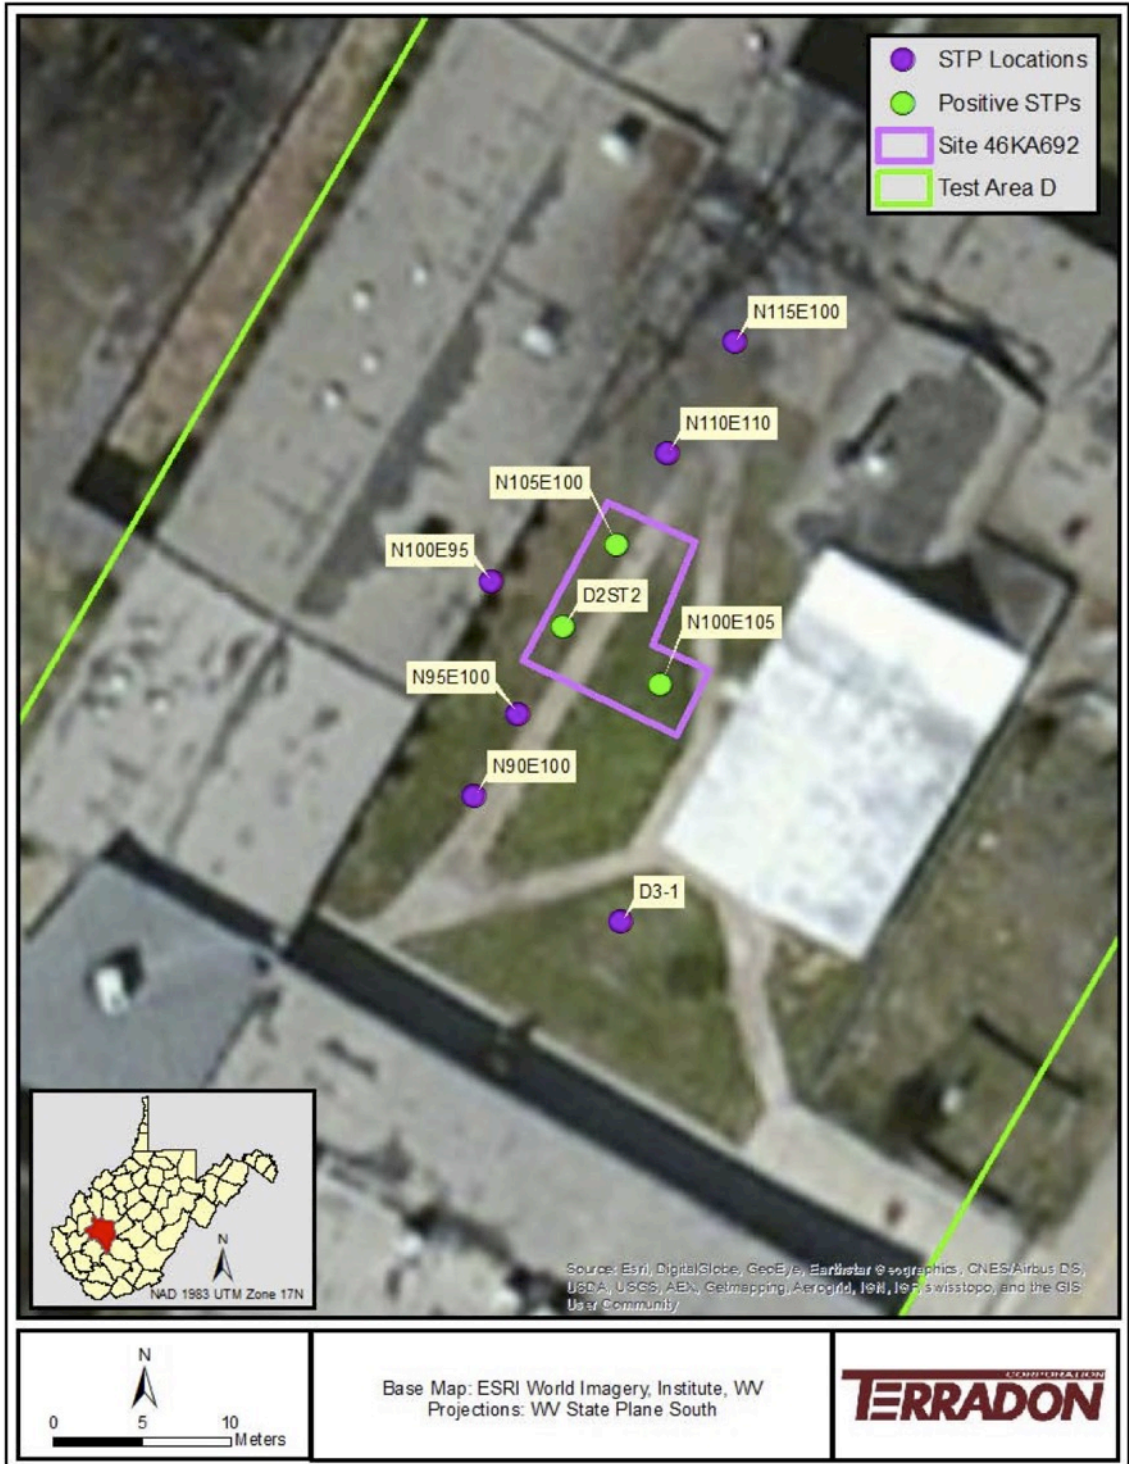 STP Locations
Positive STPs
Site 46KA692
Test Area D
N115E100
N110E110
N105E100
N100E95
D2ST2
N100E105
N95E100
N90E100
D3-1
N
NAD 1983 UTM Zone 17N
Source: Esri, DigitalGlobe, GeoEye, Earthstar Geographics, CNES/Airbus DS,
USDA, USGS, AEX, Getmapping, Aerogrid, IGN, IGP, swisstopo, and the GIS
User Community
N
0 5 10
Meters
Base Map: ESRI World Imagery, Institute, WV
Projections: WV State Plane South
CORPORATION
TERRADON